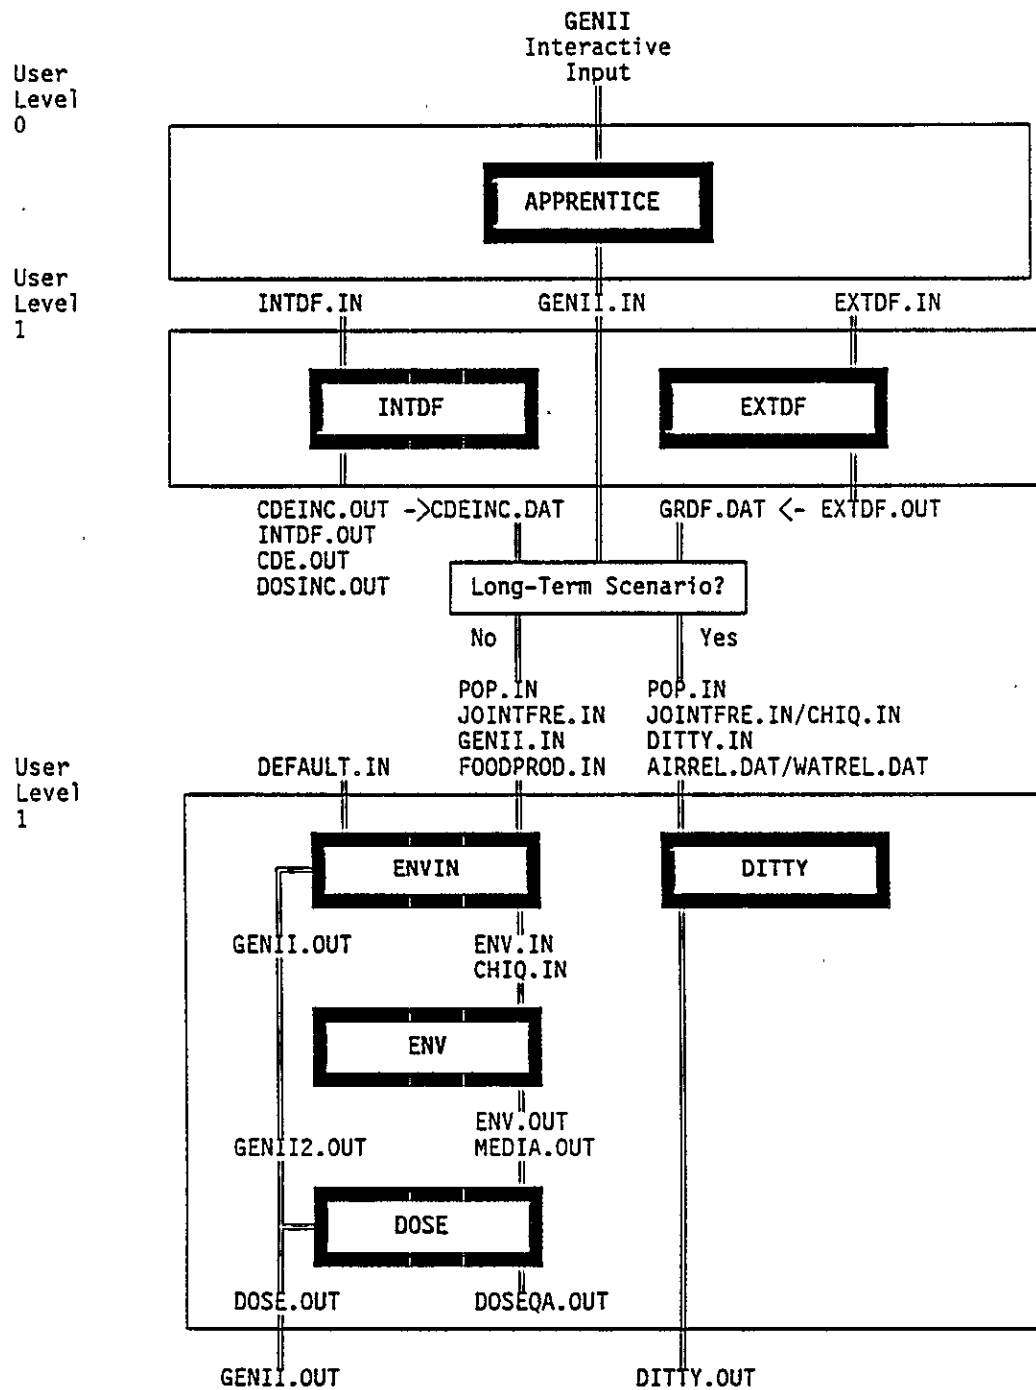 GENII
Interactive
Input
User
Level
0
APPRENTICE
User
Level
1
INTDF.IN GENII.IN EXTDF.IN
INTDF EXTDF
CDEINC.OUT ->CDEINC.DAT GRDF.DAT <- EXTDF.OUT
INTDF.OUT
CDE.OUT
DOSINC.OUT
Long-Term Scenario?
No Yes
POP.IN POP.IN
JOINTFRE.IN JOINTFRE.IN/CHIQ.IN
GENII.IN DITTY.IN
User
Level
1
DEFAULT.IN FOODPROD.IN AIRREL.DAT/WATREL.DAT
ENVIN DITTY
GENII.OUT ENV.IN
CHIQ.IN
ENV
ENV.OUT
GENII2.OUT MEDIA.OUT
DOSE
DOSE.OUT DOSEQA.OUT
GENII.OUT DITTY.OUT